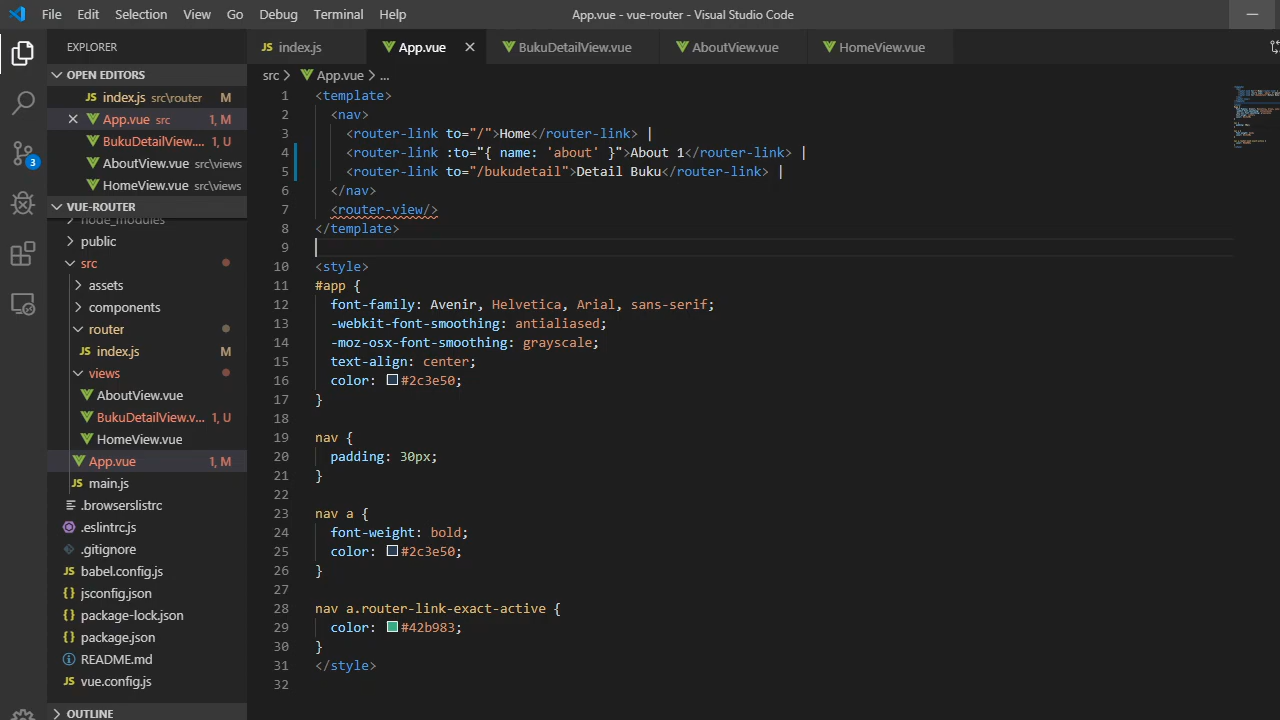 File Edit Selection View Go Debug Terminal Help
App.vue - vue-router - Visual Studio Code
EXPLORER
OPEN EDITORS
JS index.js src\router M
App.vue src 1, M
BukuDetailView.... 1, U
AboutView.vue src\views
HomeView.vue src\views
VUE-ROUTER
node_modules
public
src
assets
components
router
JS index.js M
views
AboutView.vue
BukuDetailView.v... 1, U
HomeView.vue
App.vue 1, M
JS main.js
.browserslistrc
.eslintrc.js
.gitignore
JS babel.config.js
{} jsconfig.json
{} package-lock.json
{} package.json
README.md
JS vue.config.js
OUTLINE
3
JS index.js App.vue BukuDetailView.vue AboutView.vue HomeView.vue
src > App.vue > ...
1 <template>
2   <nav>
3     <router-link to="/">Home</router-link> |
4     <router-link :to="{ name: 'about' }">About 1</router-link> |
5     <router-link to="/bukudetail">Detail Buku</router-link> |
6   </nav>
7   <router-view/>
8 </template>
9
10 <style>
11 #app {
12   font-family: Avenir, Helvetica, Arial, sans-serif;
13   -webkit-font-smoothing: antialiased;
14   -moz-osx-font-smoothing: grayscale;
15   text-align: center;
16   color: #2c3e50;
17 }
18
19 nav {
20   padding: 30px;
21 }
22
23 nav a {
24   font-weight: bold;
25   color: #2c3e50;
26 }
27
28 nav a.router-link-exact-active {
29   color: #42b983;
30 }
31 </style>
32